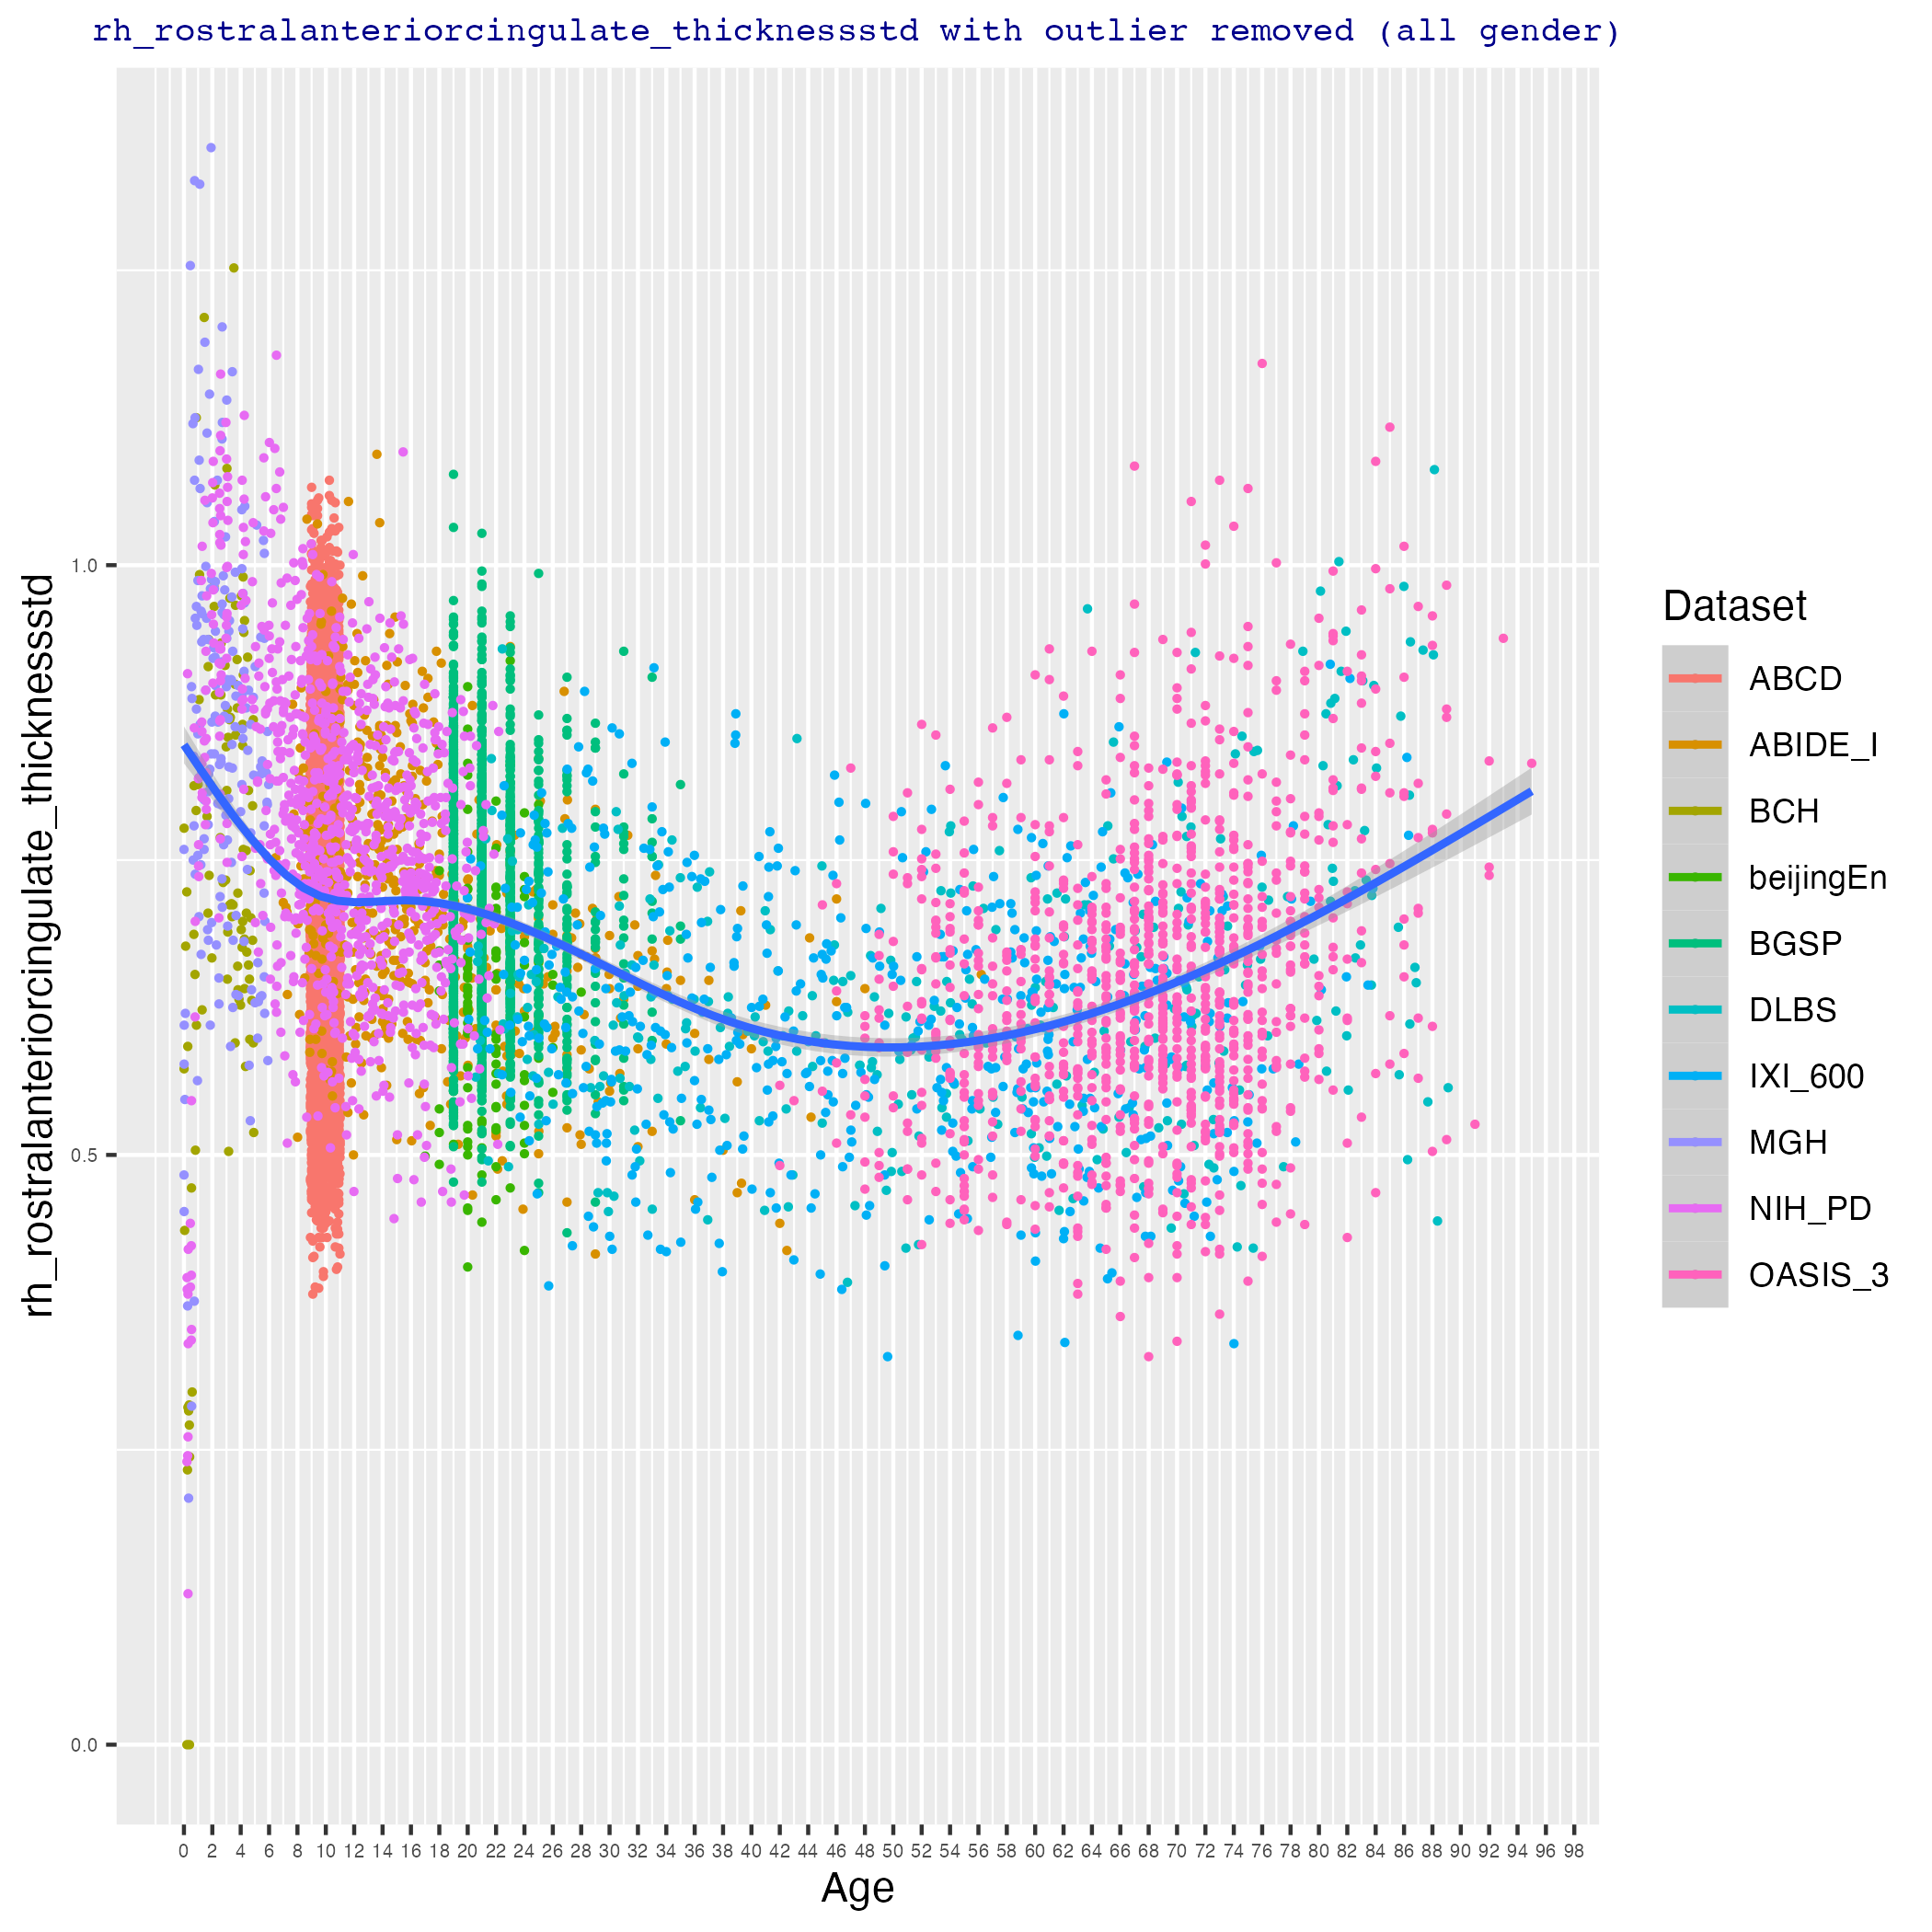 rh_rostralanteriorcingulate_thicknessstd with outlier removed (all gender)
rh_rostralanteriorcingulate_thicknessstd
1.0
0.5
0.0
0 2 4 6 8 10 12 14 16 18 20 22 24 26 28 30 32 34 36 38 40 42 44 46 48 50 52 54 56 58 60 62 64 66 68 70 72 74 76 78 80 82 84 86 88 90 92 94 96 98
Age
Dataset
ABCD
ABIDE_I
BCH
beijingEn
BGSP
DLBS
IXI_600
MGH
NIH_PD
OASIS_3